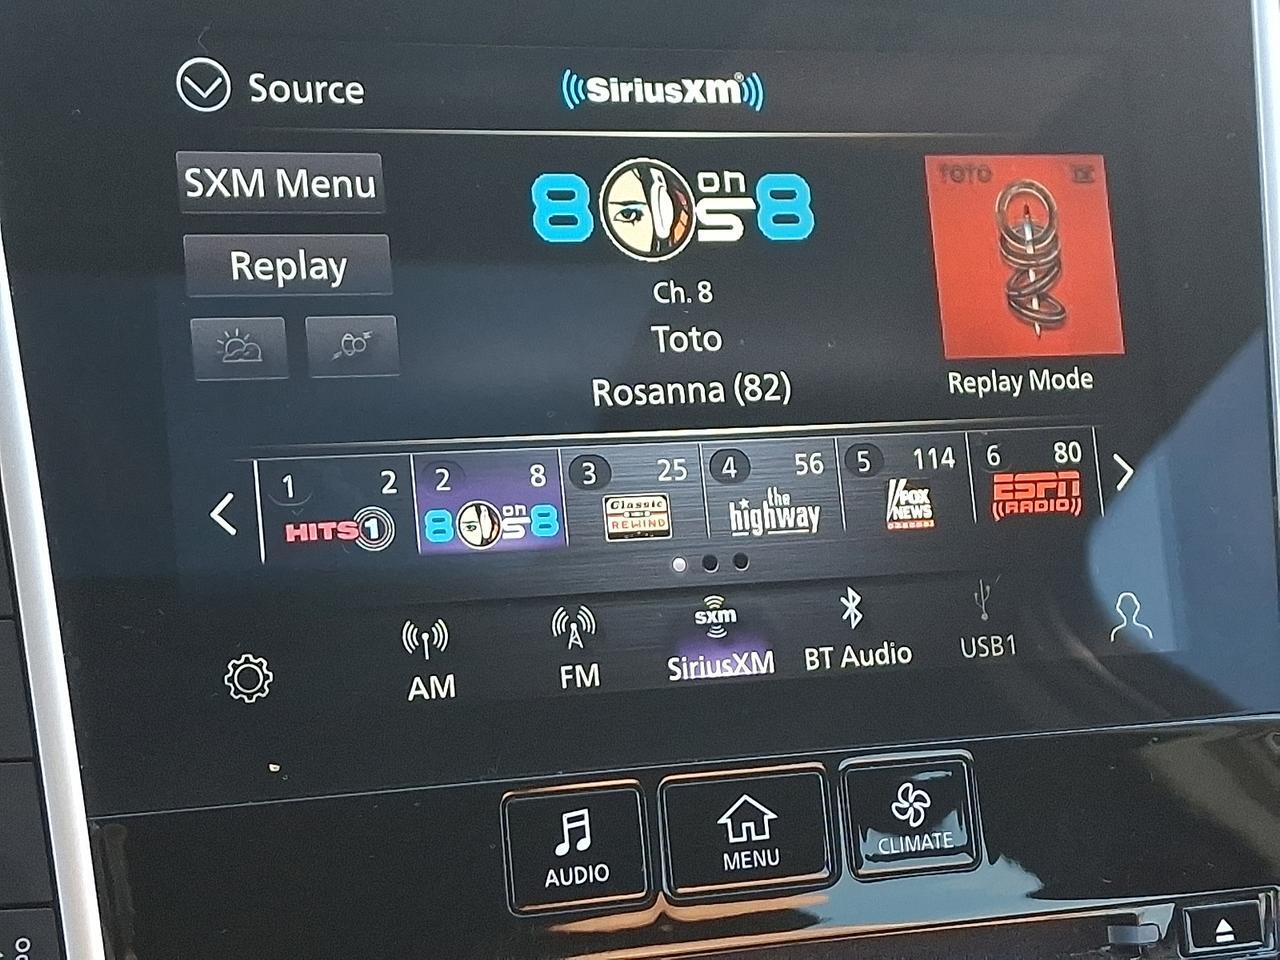 Source
SiriusXM
SXM Menu
Replay
8 on 8
Ch. 8
Toto
Rosanna (82)
TOTO
IV
Replay Mode
1 2
HITS 1
2 8
8 on 8
3 25
Classic
REWIND
4 56
the
highway
5 114
FOX
NEWS
6 80
ESPN
RADIO
AM
FM
sxm
SiriusXM
BT Audio
USB1
AUDIO
MENU
CLIMATE